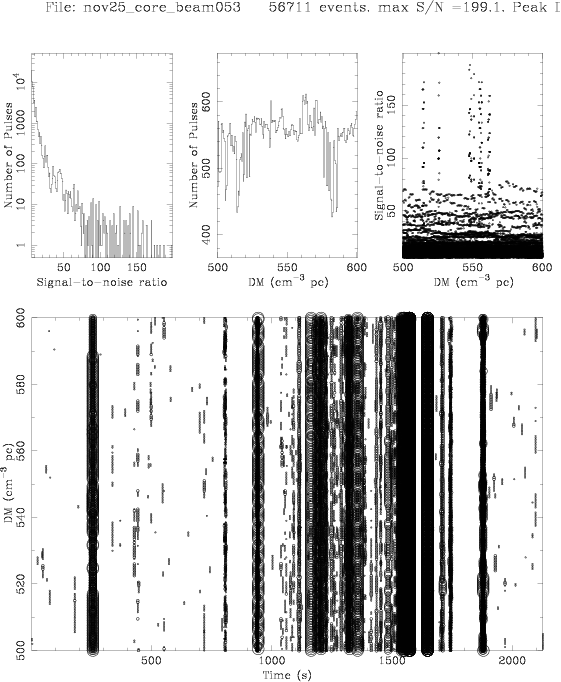 File: nov25_core_beam053 56711 events. max S/N =199.1. Peak
Number of Pulses
1 10 100 1000 10⁴
50 100 150
Signal-to-noise ratio
Number of Pulses
400 500 600
500 550 600
DM (cm⁻³ pc)
Signal-to-noise ratio
50 100 150
500 550 600
DM (cm⁻³ pc)
DM (cm⁻³ pc)
500 520 540 560 580 600
500 1000 1500 2000
Time (s)